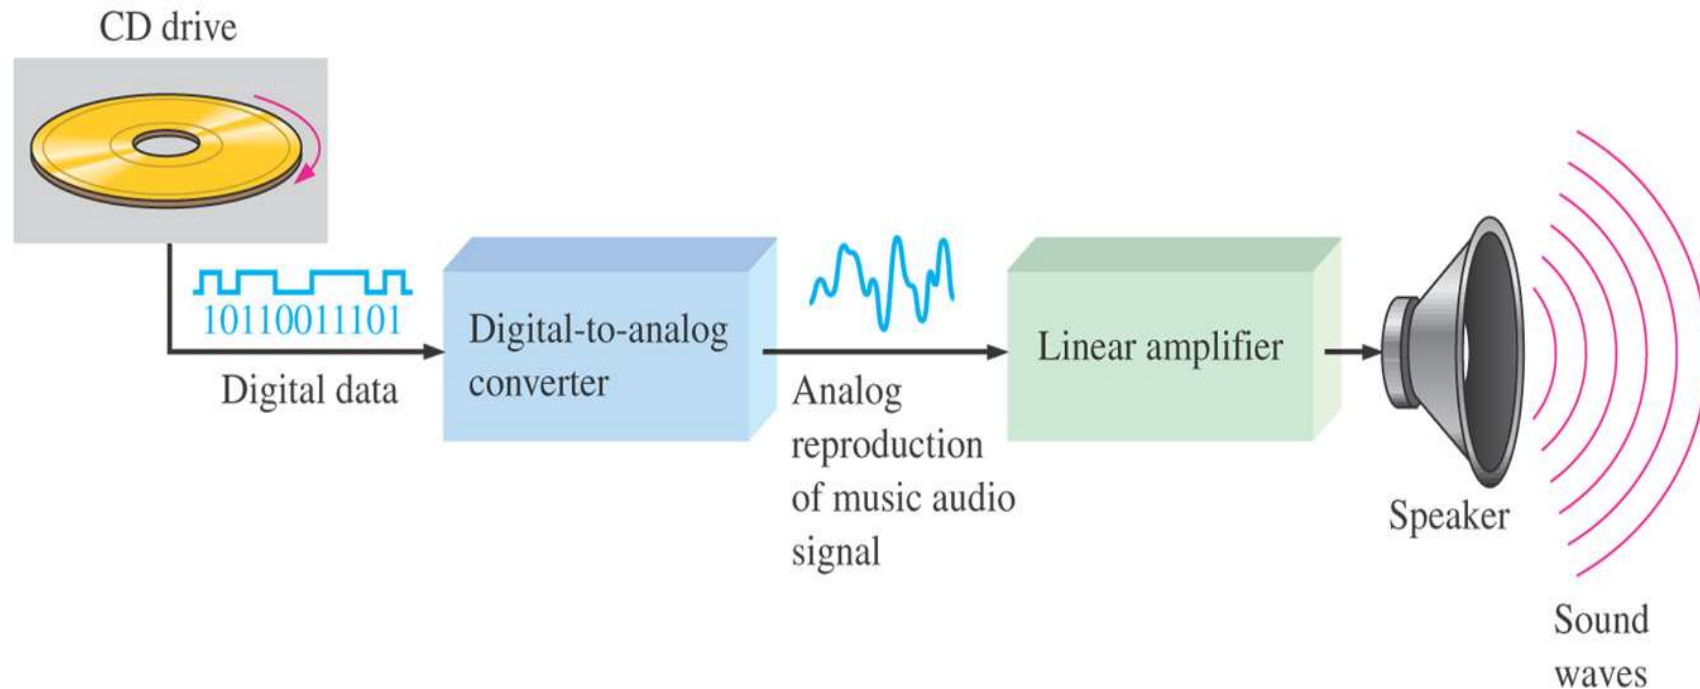 CD drive
10110011101
Digital data
Digital-to-analog
converter
Analog
reproduction
of music audio
signal
Linear amplifier
Speaker
Sound
waves